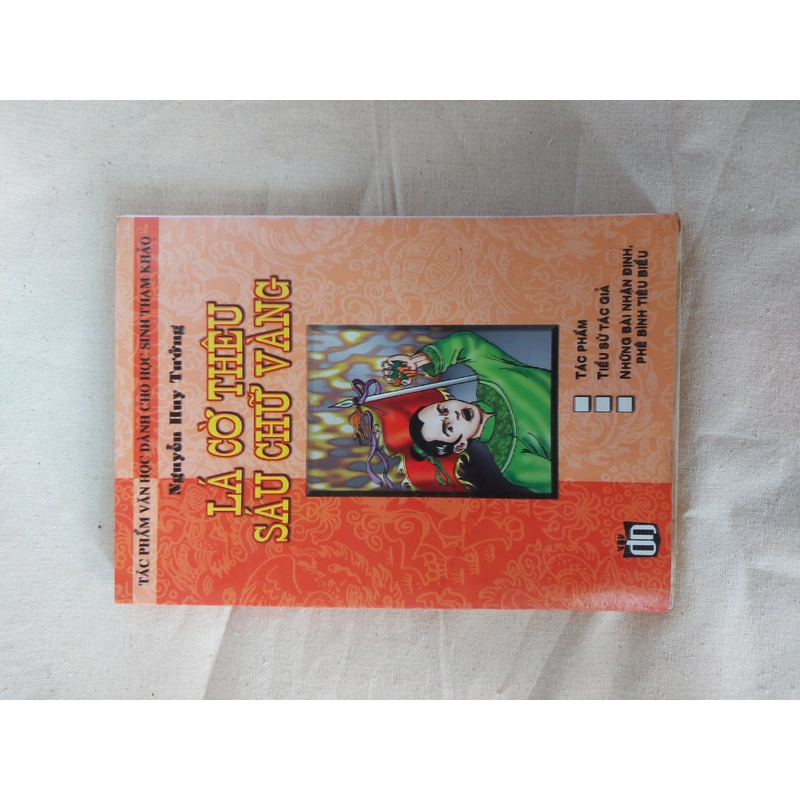 TÁC PHẨM VĂN HỌC DÀNH CHO HỌC SINH THAM KHẢO
Nguyễn Huy Tưởng
LÁ CỜ THÊU
SÁU CHỮ VÀNG
TÁC PHẨM
TIỂU SỬ TÁC GIẢ
NHỮNG BÀI NHẬN ĐỊNH,
PHÊ BÌNH TIÊU BIỂU